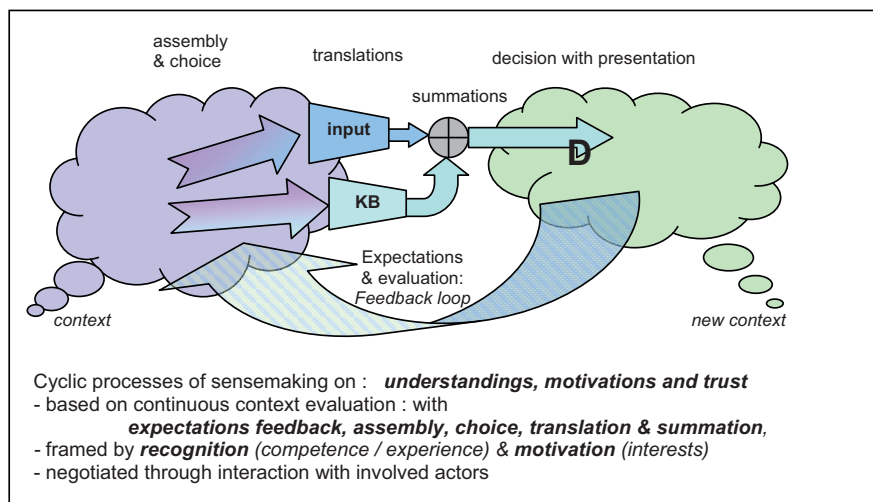 assembly
& choice
translations
decision with presentation
summations
input
D
KB
Expectations
& evaluation:
Feedback loop
context
new context
Cyclic processes of sensemaking on : understandings, motivations and trust
- based on continuous context evaluation : with
expectations feedback, assembly, choice, translation & summation,
- framed by recognition (competence / experience) & motivation (interests)
- negotiated through interaction with involved actors